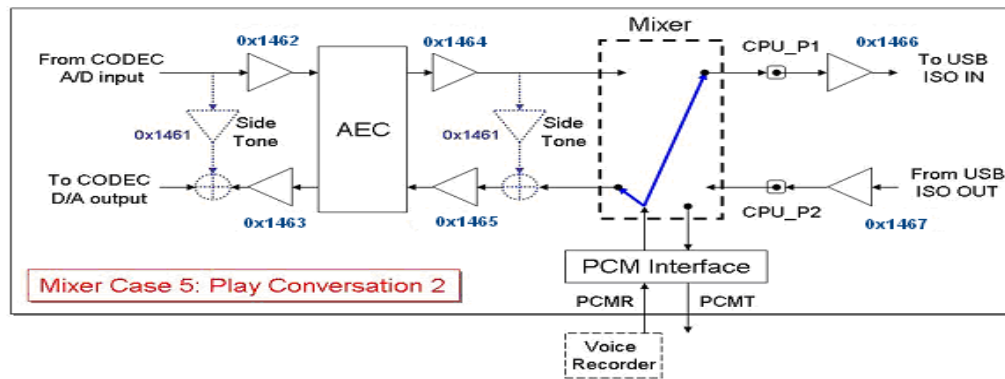 Mixer
0x1462
0x1464
CPU_P1
0x1466
From CODEC
A/D input
To USB
ISO IN
0x1461
Side
Tone
AEC
0x1461
Side
Tone
To CODEC
D/A output
0x1463
0x1465
CPU_P2
0x1467
From USB
ISO OUT
PCM Interface
Mixer Case 5: Play Conversation 2
PCMR
PCMT
Voice
Recorder